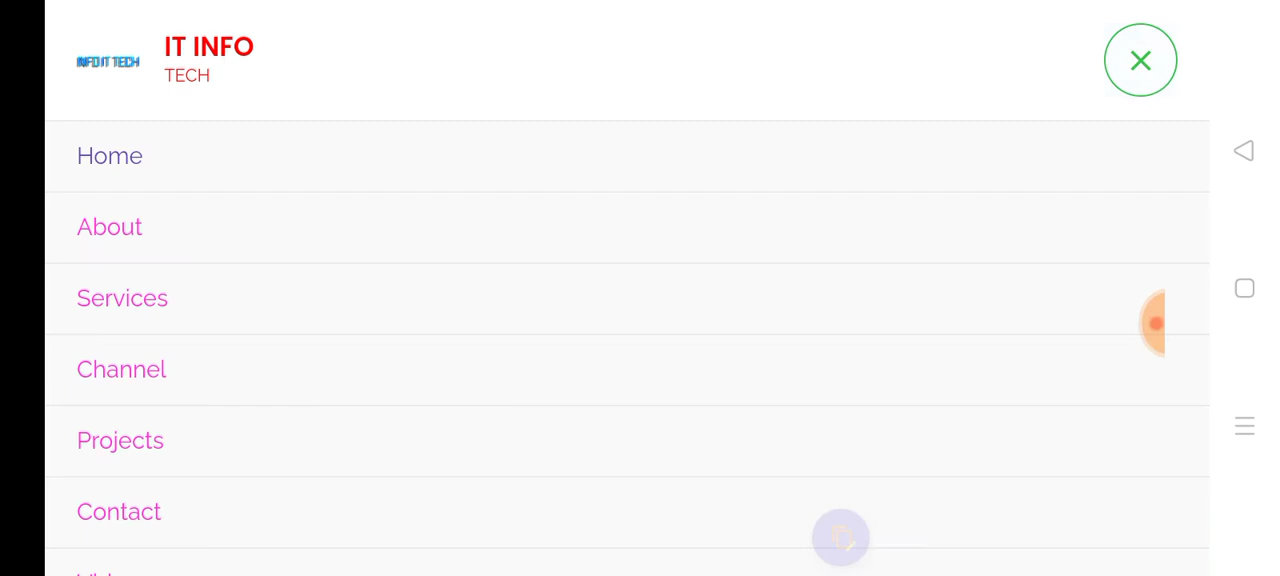 INFO IT TECH
IT INFO
TECH
Home
About
Services
Channel
Projects
Contact